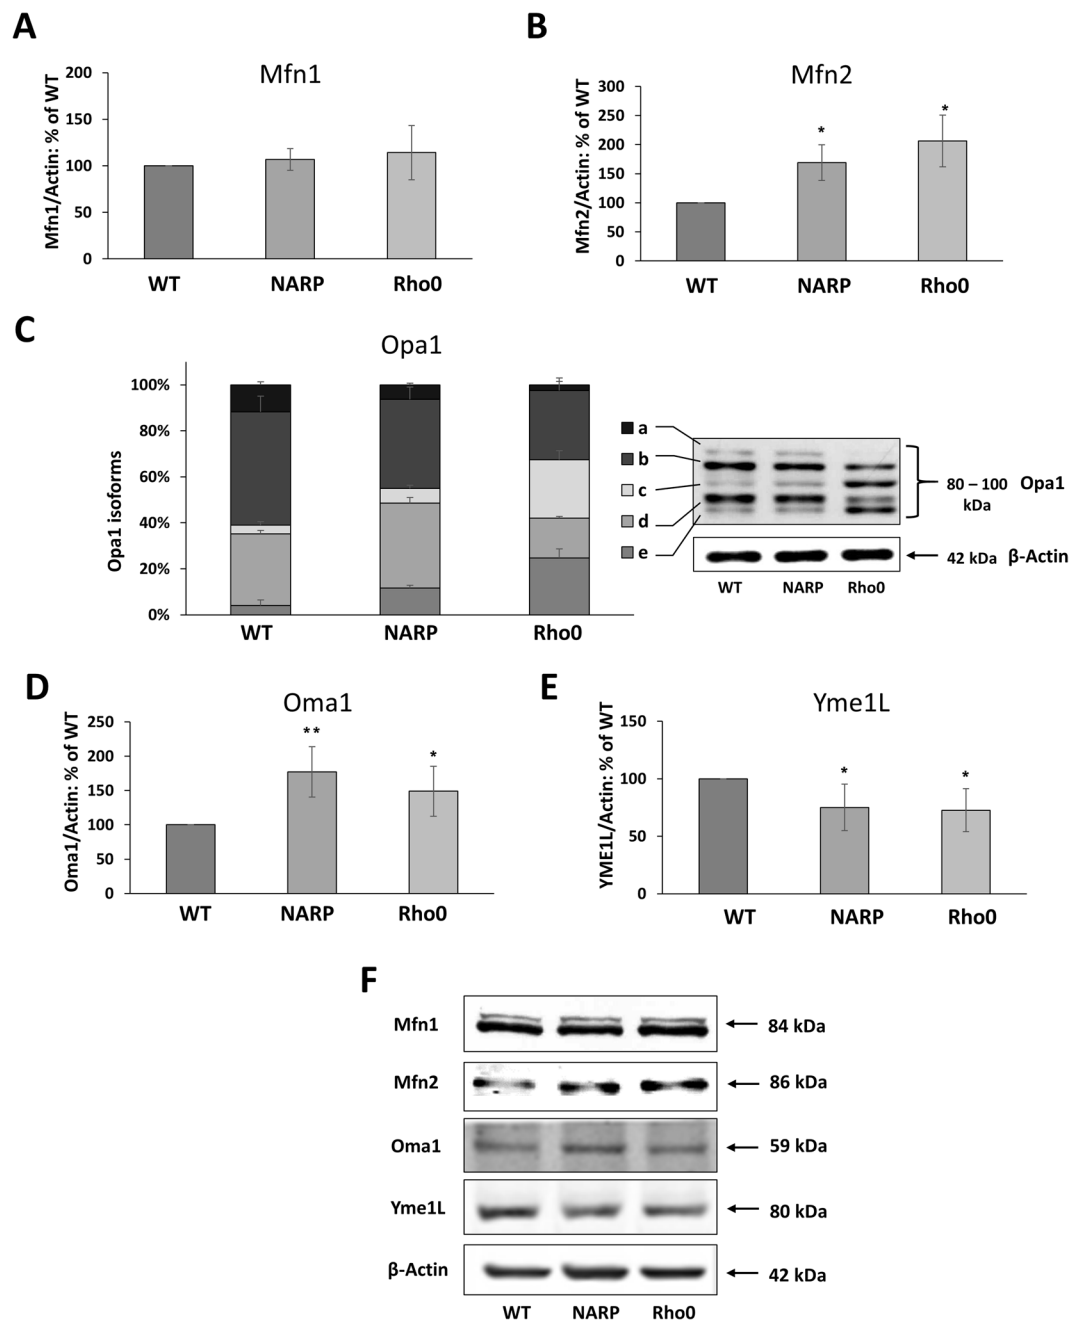 A
Mfn1
Mfn1/Actin: % of WT
200
150
100
50
0
WT NARP Rho0
B
Mfn2
Mfn2/Actin: % of WT
300
250
200
150
100
50
0
* *
WT NARP Rho0
C
Opa1
Opa1 isoforms
100%
80%
60%
40%
20%
0%
WT NARP Rho0
a
b
c
d
e
80 – 100
kDa
Opa1
42 kDa β-Actin
WT NARP Rho0
D
Oma1
Oma1/Actin: % of WT
250
200
150
100
50
0
** *
WT NARP Rho0
E
Yme1L
YME1L/Actin: % of WT
150
100
50
0
* *
WT NARP Rho0
F
Mfn1 84 kDa
Mfn2 86 kDa
Oma1 59 kDa
Yme1L 80 kDa
β-Actin 42 kDa
WT NARP Rho0